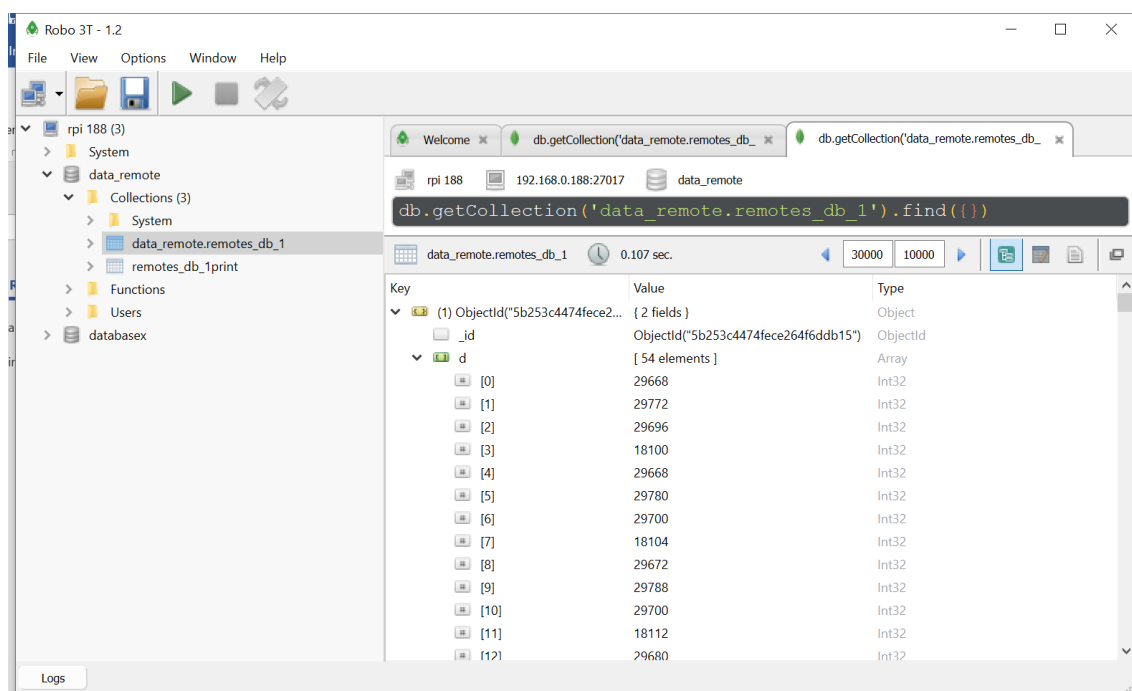 Robo 3T - 1.2
File View Options Window Help
rpi 188 (3)
System
data_remote
Collections (3)
System
data_remote.remotes_db_1
remotes_db_1print
Functions
Users
databasex
Welcome db.getCollection('data_remote.remotes_db_ db.getCollection('data_remote.remotes_db_
rpi 188 192.168.0.188:27017 data_remote
db.getCollection('data_remote.remotes_db_1').find({})
data_remote.remotes_db_1 0.107 sec. 30000 10000
Key Value Type
(1) ObjectId("5b253c4474fece2... { 2 fields } Object
_id ObjectId("5b253c4474fece264f6ddb15") ObjectId
d [ 54 elements ] Array
[0] 29668 Int32
[1] 29772 Int32
[2] 29696 Int32
[3] 18100 Int32
[4] 29668 Int32
[5] 29780 Int32
[6] 29700 Int32
[7] 18104 Int32
[8] 29672 Int32
[9] 29788 Int32
[10] 29700 Int32
[11] 18112 Int32
[12] 29680 Int32
Logs